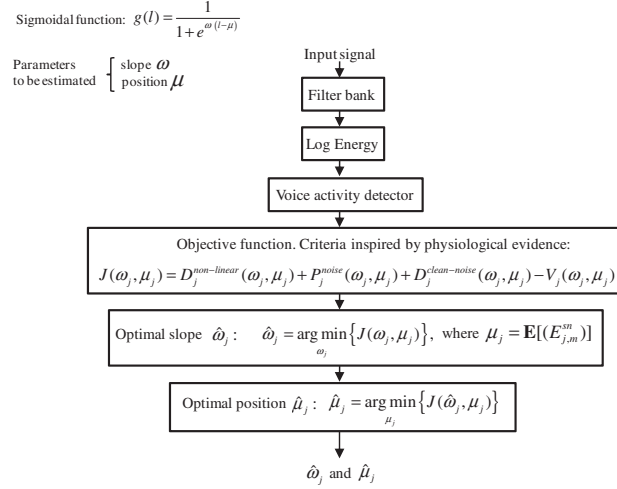 Sigmoidal function: g(l) = 1 / (1 + e^{ω(l−μ)})
Parameters to be estimated { slope ω position μ
Input signal
Filter bank
Log Energy
Voice activity detector
Objective function. Criteria inspired by physiological evidence:
J(ω_j, μ_j) = D_j^{non−linear}(ω_j, μ_j) + P_j^{noise}(ω_j, μ_j) + D_j^{clean−noise}(ω_j, μ_j) − V_j(ω_j, μ_j)
Optimal slope ω̂_j : ω̂_j = arg min_{ω_j} {J(ω_j, μ_j)}, where μ_j = E[(E_{j,m}^{sn})]
Optimal position μ̂_j : μ̂_j = arg min_{μ_j} {J(ω̂_j, μ_j)}
ω̂_j and μ̂_j